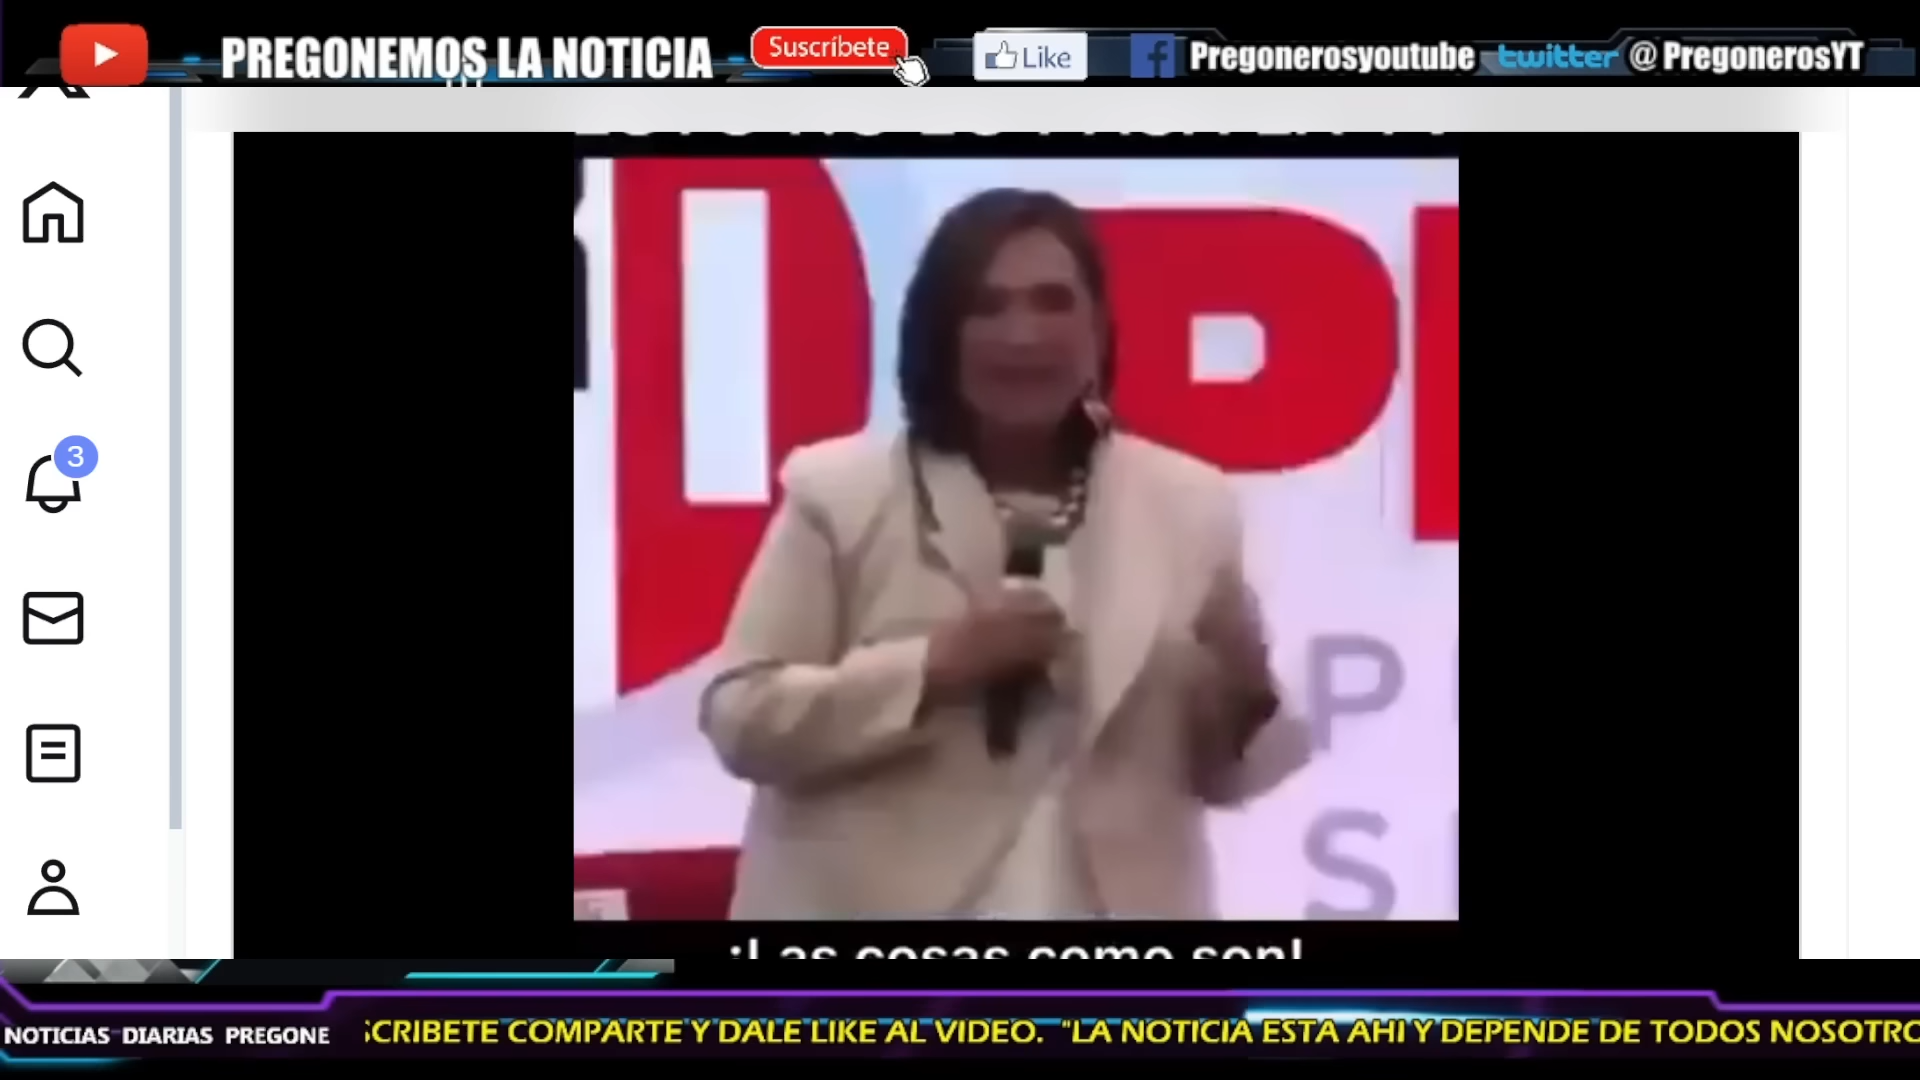 PREGONEMOS LA NOTICIA
Suscríbete
Like
Pregonerosyoutube
twitter @PregonerosYT
3
P
P
S
¡Las cosas como son!
NOTICIAS DIARIAS PREGONE
SCRIBETE COMPARTE Y DALE LIKE AL VIDEO. "LA NOTICIA ESTA AHI Y DEPENDE DE TODOS NOSOTRO